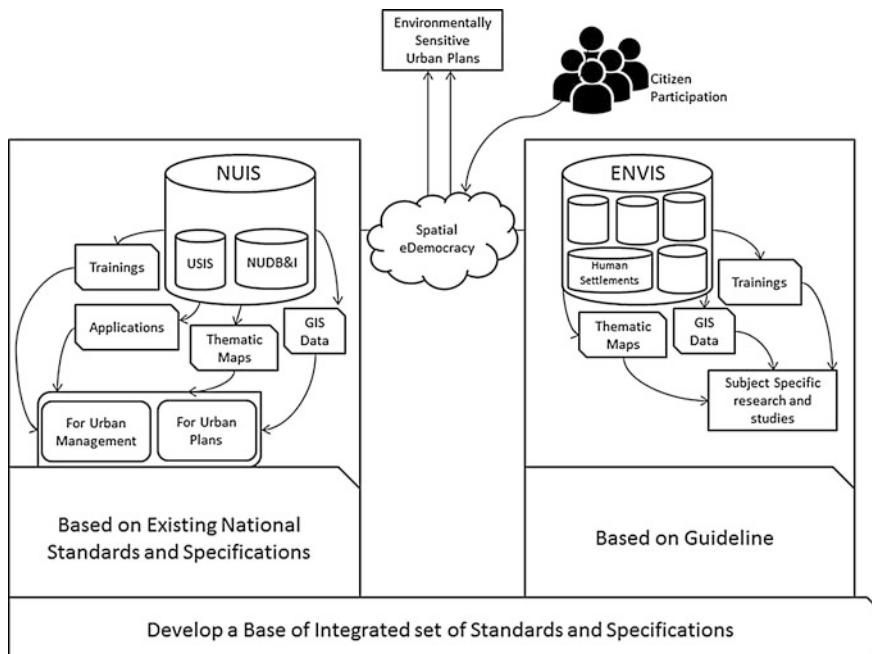 Environmentally
Sensitive
Urban Plans
Citizen
Participation
NUIS
USIS
NUDB&I
Trainings
Applications
Thematic
Maps
GIS
Data
For Urban
Management
For Urban
Plans
Based on Existing National
Standards and Specifications
Spatial
eDemocracy
ENVIS
Human
Settlements
Trainings
Thematic
Maps
GIS
Data
Subject Specific
research and
studies
Based on Guideline
Develop a Base of Integrated set of Standards and Specifications